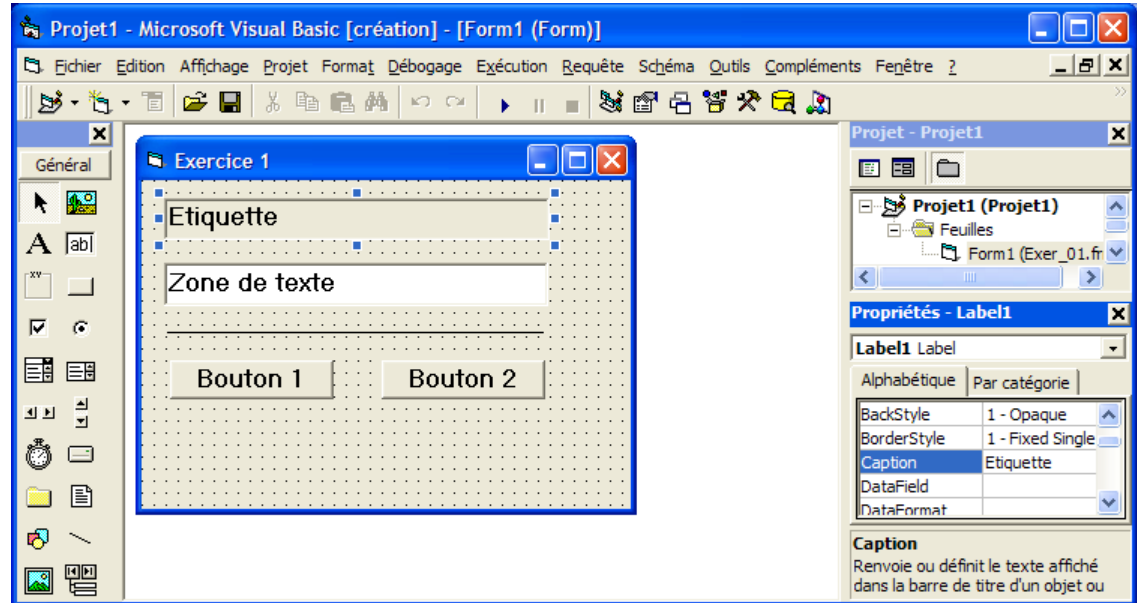 Projet1 - Microsoft Visual Basic [création] - [Form1 (Form)]
Fichier Edition Affichage Projet Format Débogage Exécution Requête Schéma Outils Compléments Fenêtre ?
Général
A ab
XY
Exercice 1
Etiquette
Zone de texte
Bouton 1 Bouton 2
Projet - Projet1
Projet1 (Projet1)
Feuilles
Form1 (Exer_01.fr
Propriétés - Label1
Label1 Label
Alphabétique Par catégorie
BackStyle 1 - Opaque
BorderStyle 1 - Fixed Single
Caption Etiquette
DataField
DataFormat
Caption
Renvoie ou définit le texte affiché
dans la barre de titre d'un objet ou